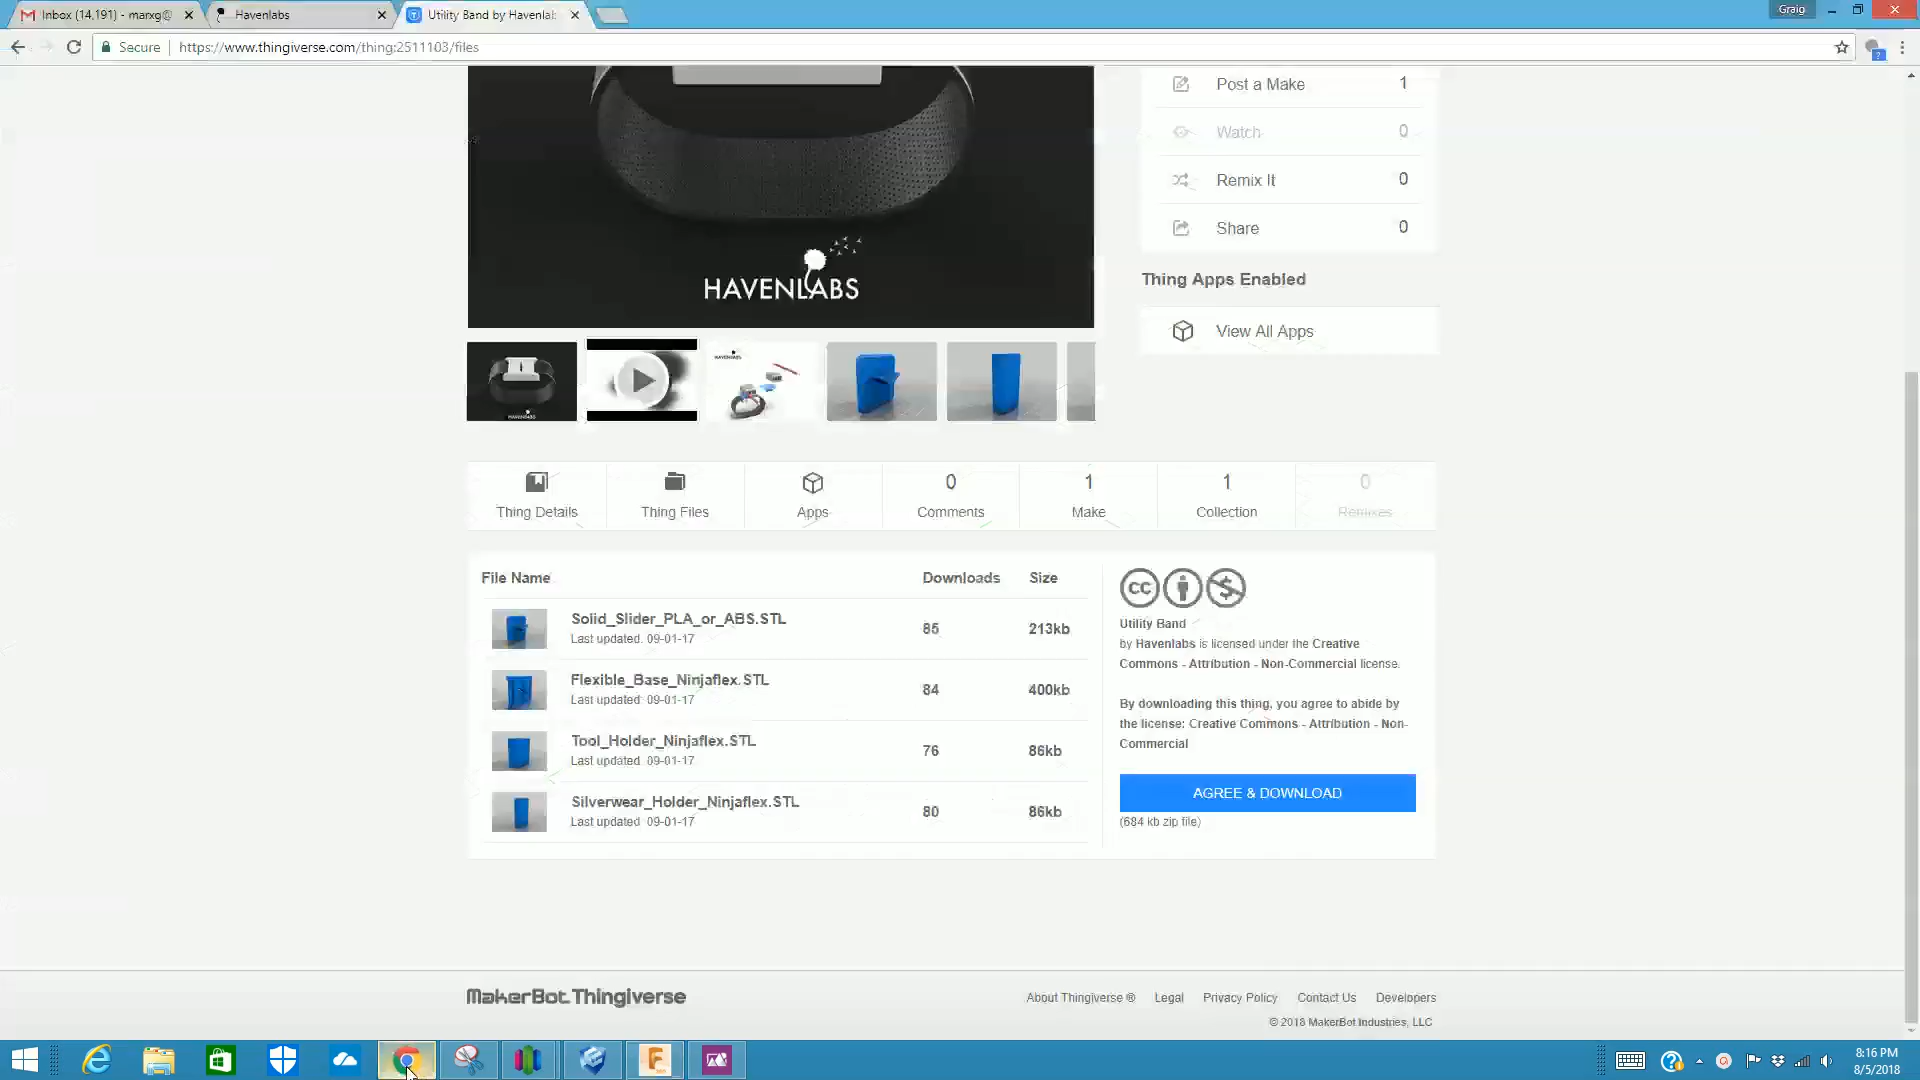 Inbox (14,191) - marxg@
Havenlabs
Utility Band by Havenlab
Graig
Secure
https://www.thingiverse.com/thing:2511103/files
Post a Make 1
Watch 0
Remix It 0
Share 0
HAVENLABS
Thing Apps Enabled
View All Apps
Thing Details
Thing Files
Apps
0
Comments
1
Make
1
Collection
0
Remixes
File Name Downloads Size
Solid_Slider_PLA_or_ABS.STL 85 213kb
Last updated: 09-01-17
Flexible_Base_Ninjaflex.STL 84 400kb
Last updated: 09-01-17
Tool_Holder_Ninjaflex.STL 76 86kb
Last updated: 09-01-17
Silverwear_Holder_Ninjaflex.STL 80 86kb
Last updated: 09-01-17
cc
Utility Band
by Havenlabs is licensed under the Creative
Commons - Attribution - Non-Commercial license.
By downloading this thing, you agree to abide by
the license: Creative Commons - Attribution - Non-
Commercial
AGREE & DOWNLOAD
(684 kb zip file)
MakerBot.Thingiverse
About Thingiverse ® Legal Privacy Policy Contact Us Developers
© 2018 MakerBot Industries, LLC
8:16 PM
8/5/2018